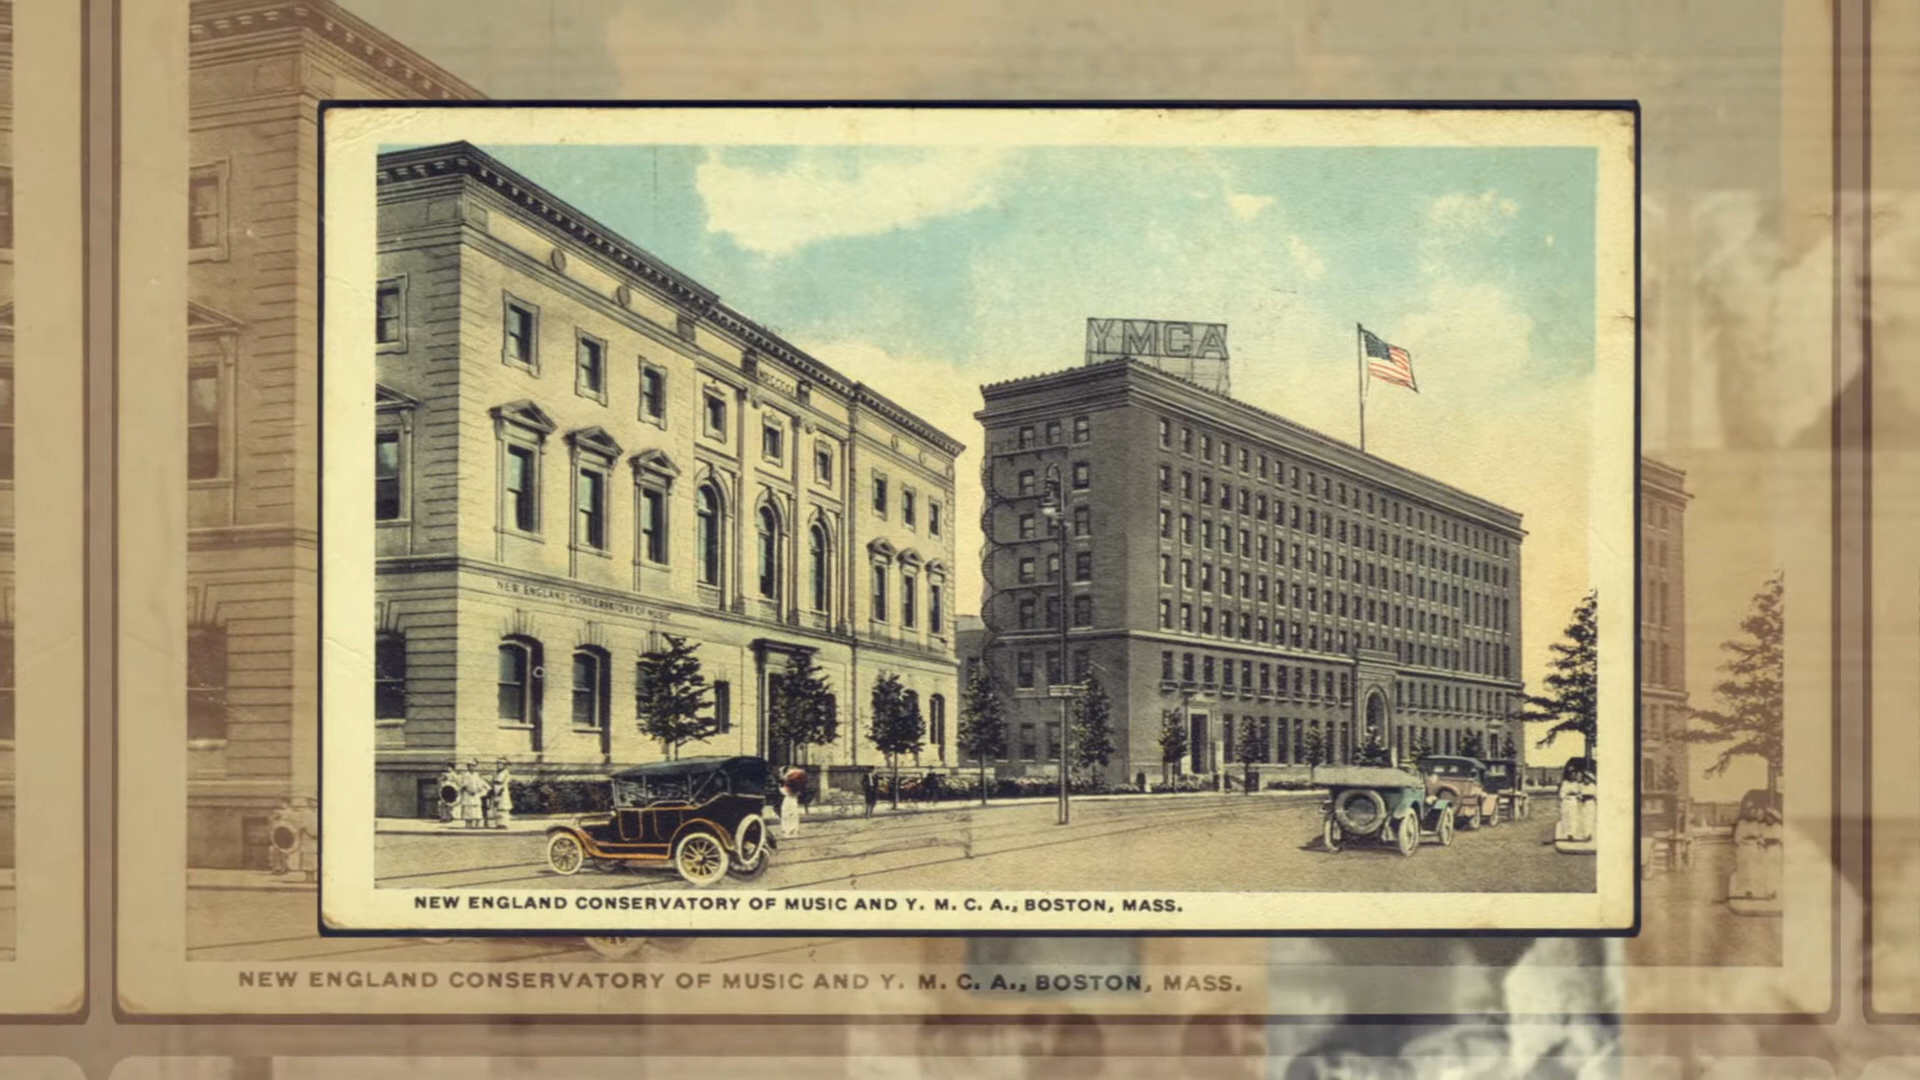 YMCA
NEW ENGLAND CONSERVATORY OF MUSIC
NEW ENGLAND CONSERVATORY OF MUSIC AND Y. M. C. A., BOSTON, MASS.
NEW ENGLAND CONSERVATORY OF MUSIC AND Y. M. C. A., BOSTON, MASS.